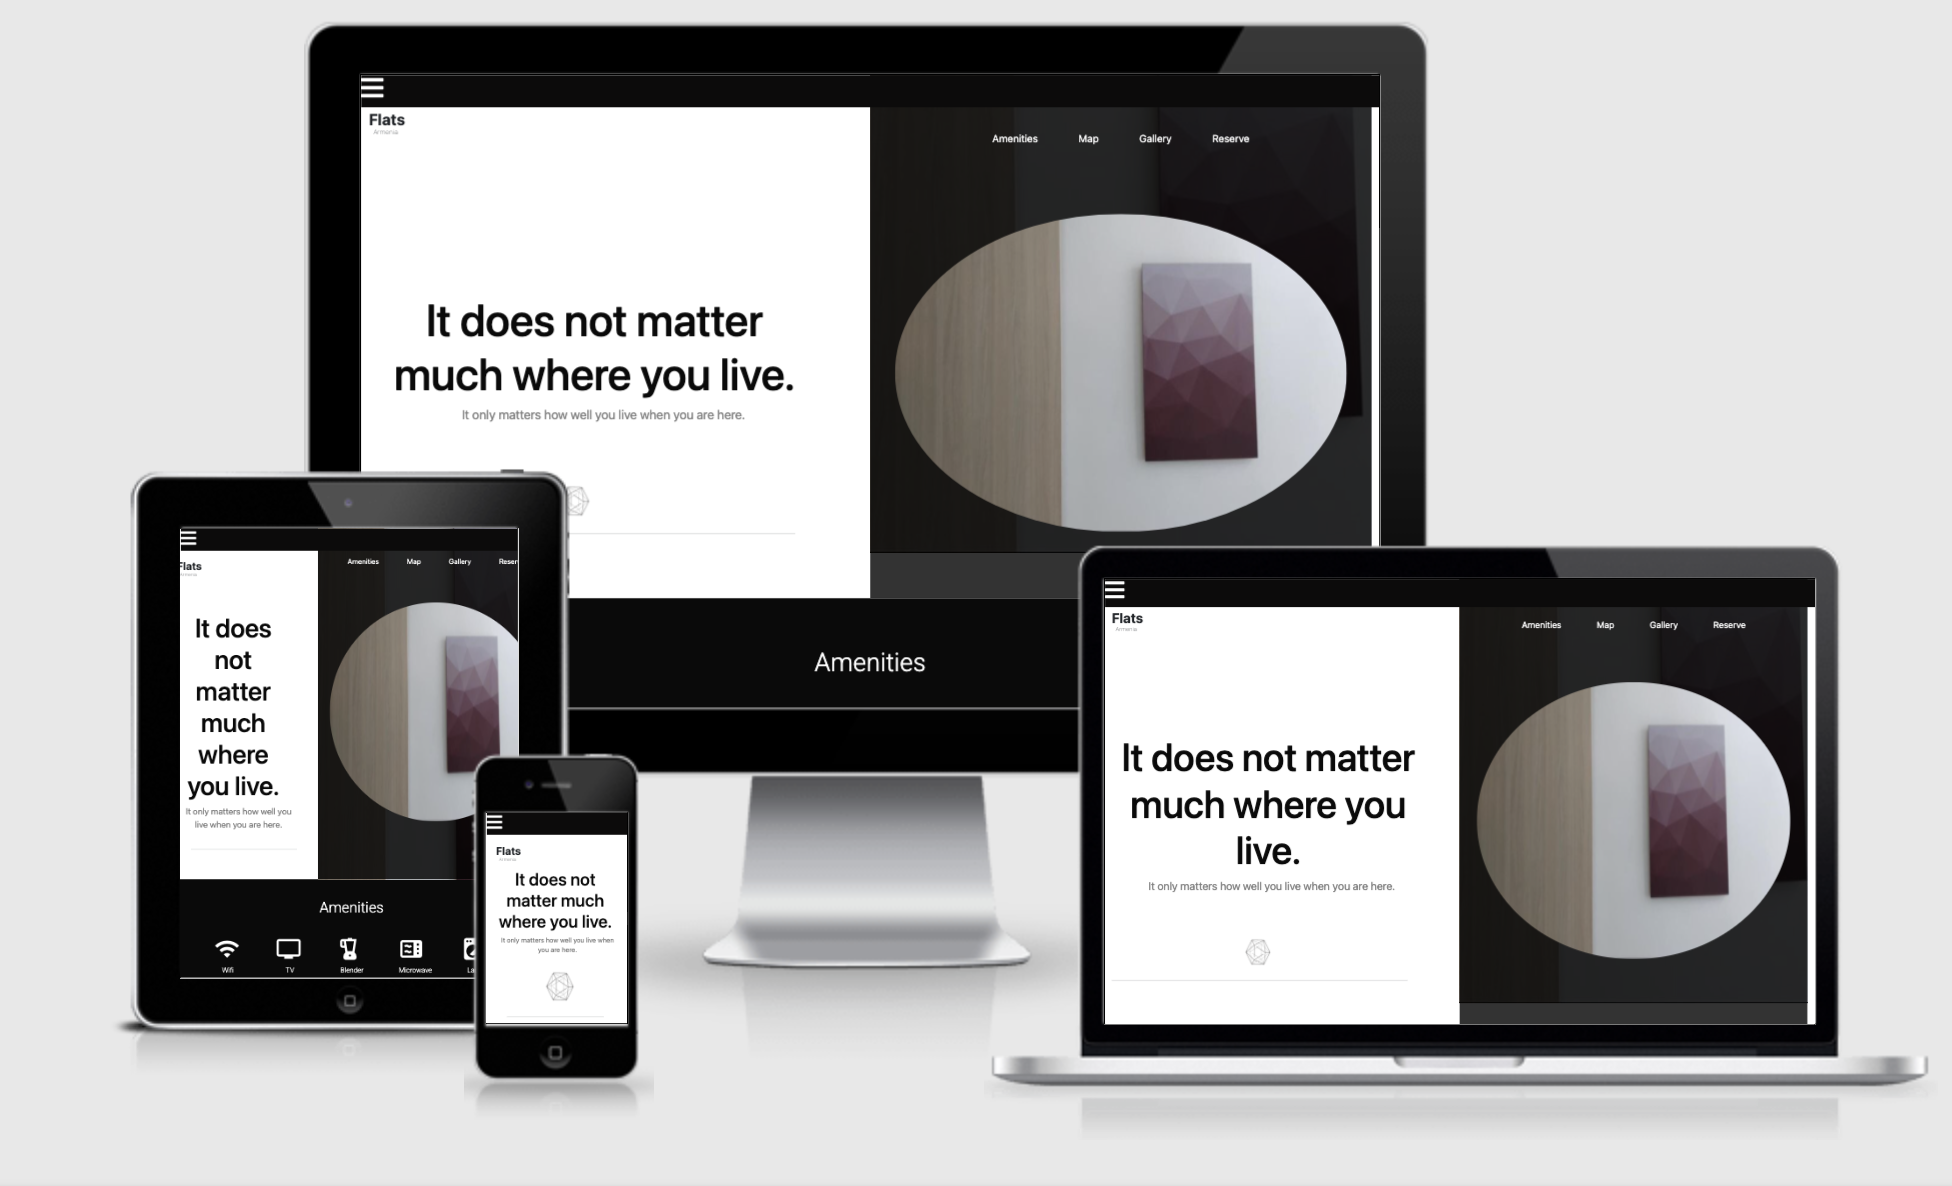 Flats
Armenia
Amenities Map Gallery Reserve
It does not matter
much where you live.
It only matters how well you live when you are here.
Amenities
Flats
Armenia
Amenities Map Gallery Reser
It does
not
matter
much
where
you live.
It only matters how well you
live when you are here.
Amenities
Wifi TV Blender Microwave La
Flats
Armenia
It does not
matter much
where you live.
It only matters how well you live when
you are here.
Flats
Armenia
Amenities Map Gallery Reserve
It does not matter
much where you
live.
It only matters how well you live when you are here.